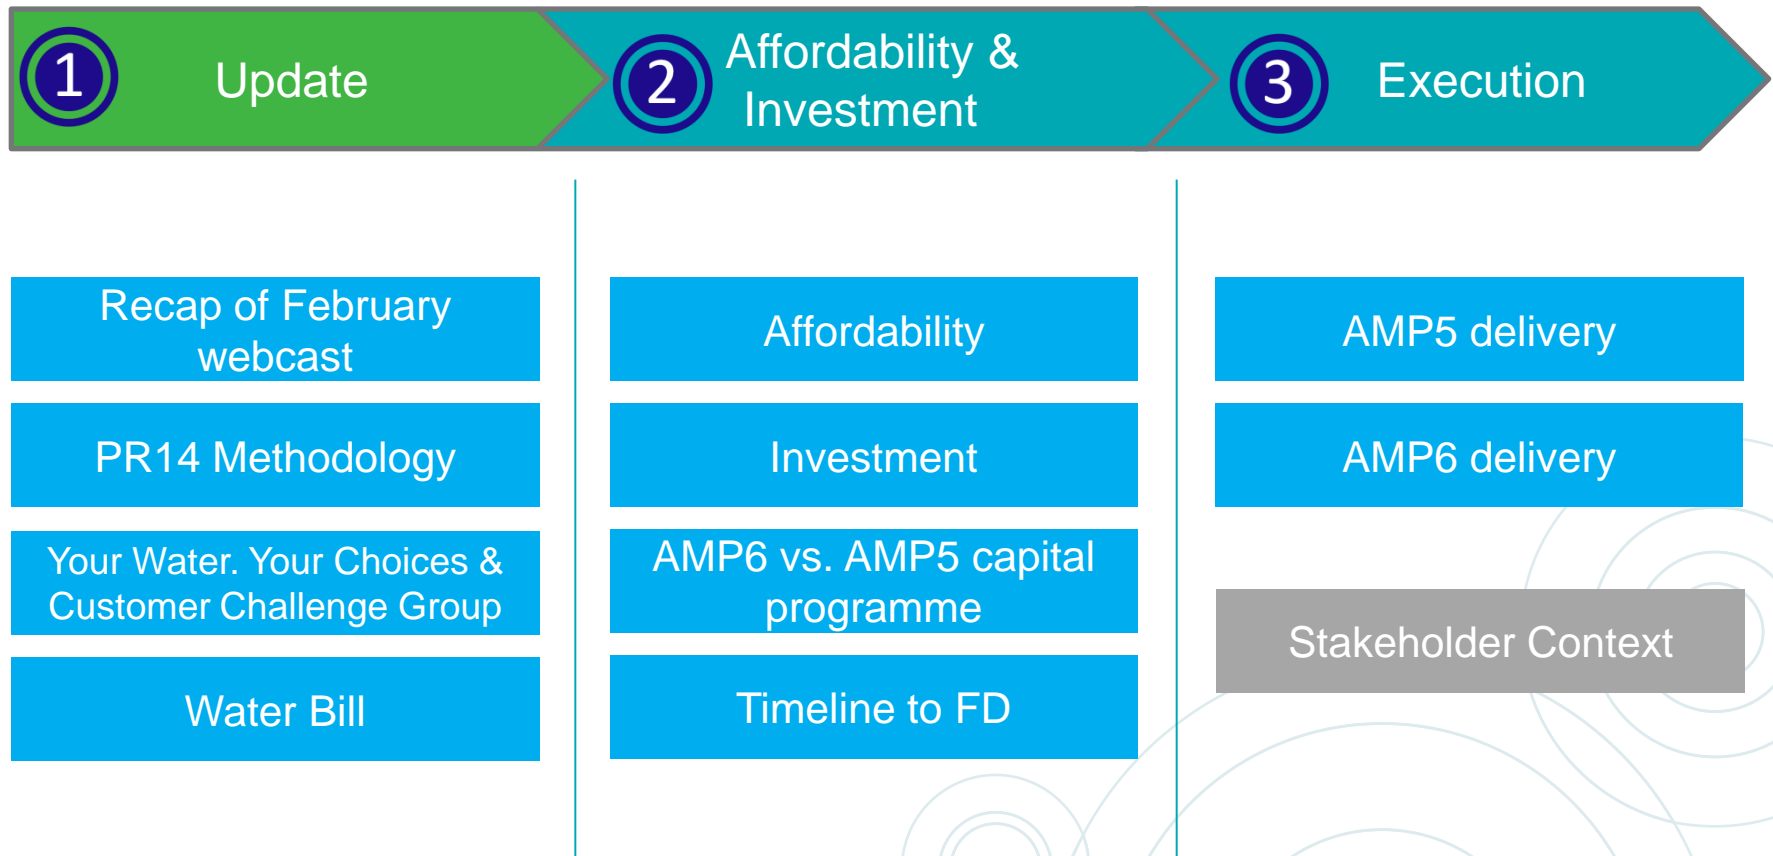 1
Update
2
Affordability &
Investment
3
Execution
Recap of February
webcast
PR14 Methodology
Your Water. Your Choices &
Customer Challenge Group
Water Bill
Affordability
Investment
AMP6 vs. AMP5 capital
programme
Timeline to FD
AMP5 delivery
AMP6 delivery
Stakeholder Context